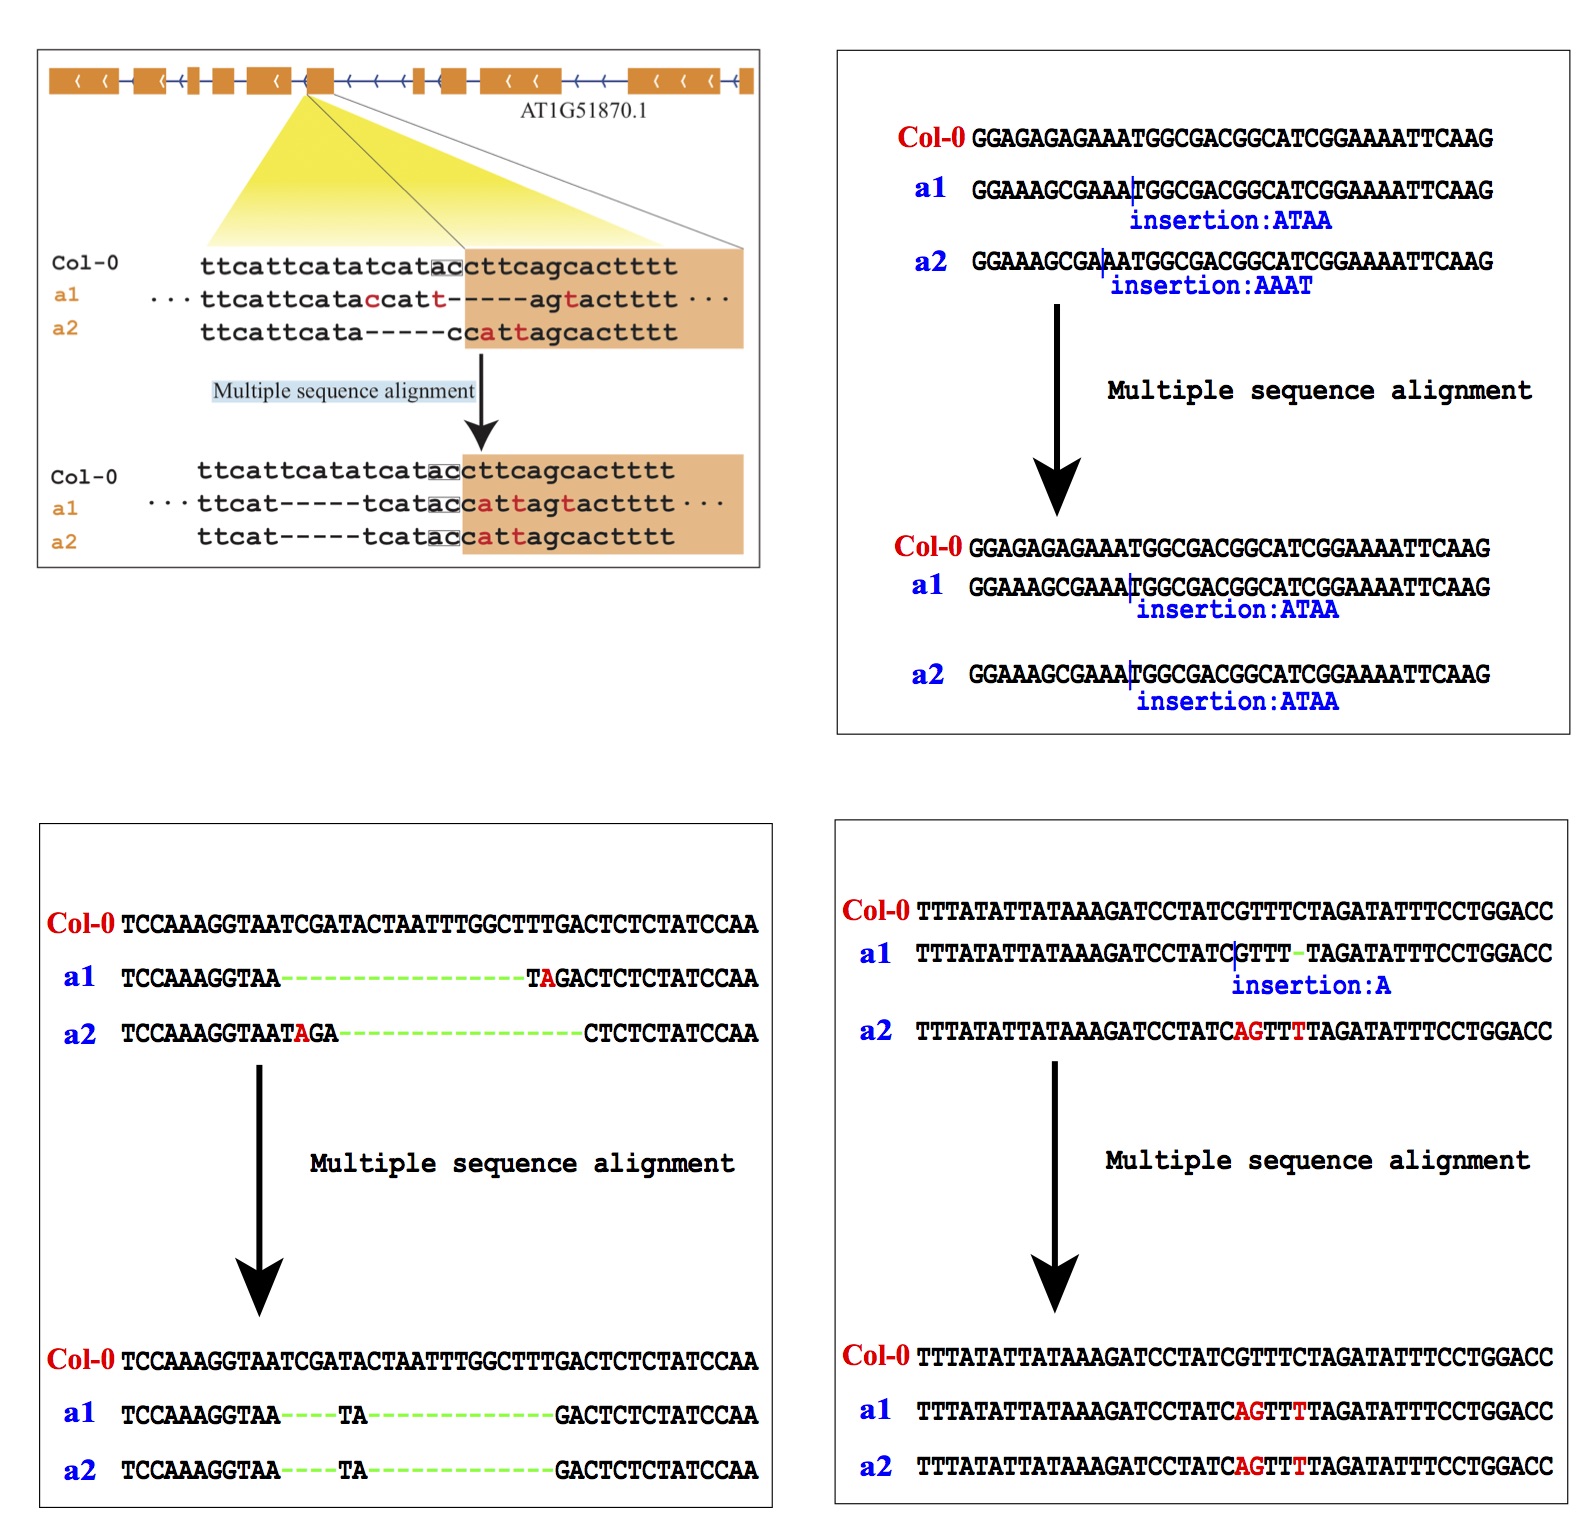 AT1G51870.1
Col-0 ttcattcatatcataccttcagcactttt
a1 ···ttcattcataccatt-----agtactttt···
a2 ttcattcata-----ccattagcactttt
Multiple sequence alignment
Col-0 ttcattcatatcataccttcagcactttt
a1 ···ttcat-----tcataccattagtactttt···
a2 ttcat-----tcataccattagcactttt
Col-0 GGAGAGAGAAATGGCGACGGCATCGGAAAATTCAAG
a1 GGAAAGCGAAATGGCGACGGCATCGGAAAATTCAAG
insertion:ATAA
a2 GGAAAGCGAAATGGCGACGGCATCGGAAAATTCAAG
insertion:AAAT
Multiple sequence alignment
Col-0 GGAGAGAGAAATGGCGACGGCATCGGAAAATTCAAG
a1 GGAAAGCGAAATGGCGACGGCATCGGAAAATTCAAG
insertion:ATAA
a2 GGAAAGCGAAATGGCGACGGCATCGGAAAATTCAAG
insertion:ATAA
Col-0 TCCAAAGGTAATCGATACTAATTTGGCTTTGACTCTCTATCCAA
a1 TCCAAAGGTAA-----------------TAGACTCTCTATCCAA
a2 TCCAAAGGTAATAGA-----------------CTCTCTATCCAA
Multiple sequence alignment
Col-0 TCCAAAGGTAATCGATACTAATTTGGCTTTGACTCTCTATCCAA
a1 TCCAAAGGTAA----TA-------------GACTCTCTATCCAA
a2 TCCAAAGGTAA----TA-------------GACTCTCTATCCAA
Col-0 TTTATATTATAAAGATCCTATCGTTTCTAGATATTTCCTGGACC
a1 TTTATATTATAAAGATCCTATCGTTT-TAGATATTTCCTGGACC
insertion:A
a2 TTTATATTATAAAGATCCTATCAGTTTTAGATATTTCCTGGACC
Multiple sequence alignment
Col-0 TTTATATTATAAAGATCCTATCGTTTCTAGATATTTCCTGGACC
a1 TTTATATTATAAAGATCCTATCAGTTTTAGATATTTCCTGGACC
a2 TTTATATTATAAAGATCCTATCAGTTTTAGATATTTCCTGGACC